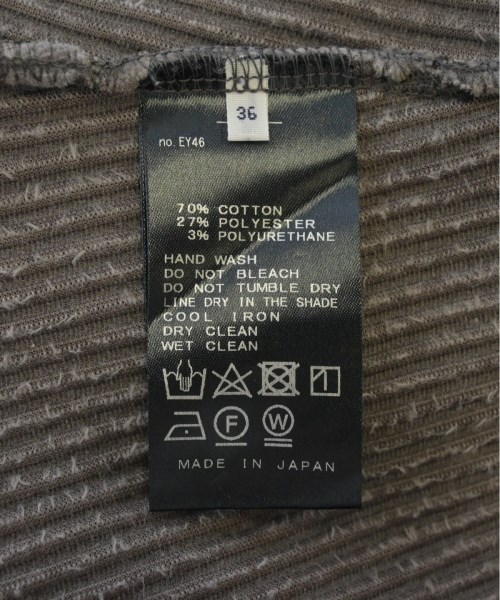 36
no. EY46
70% COTTON
27% POLYESTER
3% POLYURETHANE
HAND WASH
DO NOT BLEACH
DO NOT TUMBLE DRY
LINE DRY IN THE SHADE
COOL IRON
DRY CLEAN
WET CLEAN
F W
MADE IN JAPAN